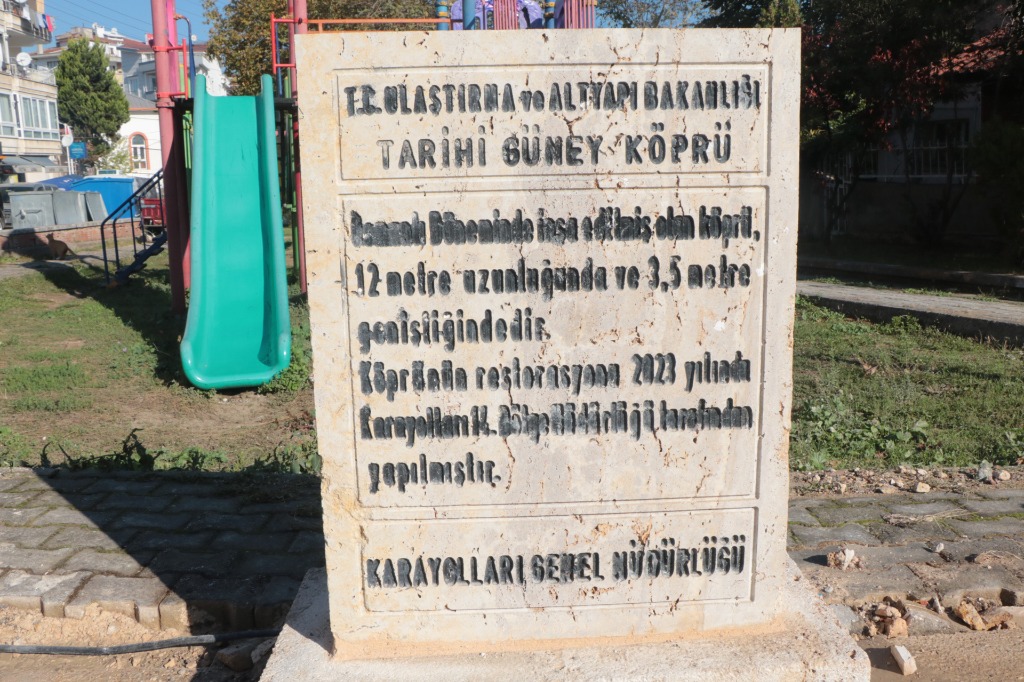 T.C. ULAŞTIRMA ve ALTYAPI BAKANLIĞI
TARİHİ GÜNEY KÖPRÜ
Osmanlı Döneminde inşa edilmiş olan köprü,
12 metre uzunluğunda ve 3,5 metre
genişliğindedir.
Köprünün restorasyonu 2023 yılında
Karayolları 14. Bölge Müdürlüğü tarafından
yapılmıştır.
KARAYOLLARI GENEL MÜDÜRLÜĞÜ